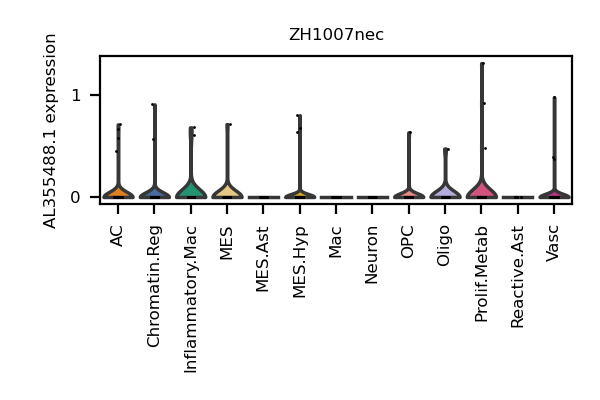 ZH1007nec
AL355488.1 expression
1
0
AC
Chromatin.Reg
Inflammatory.Mac
MES
MES.Ast
MES.Hyp
Mac
Neuron
OPC
Oligo
Prolif.Metab
Reactive.Ast
Vasc